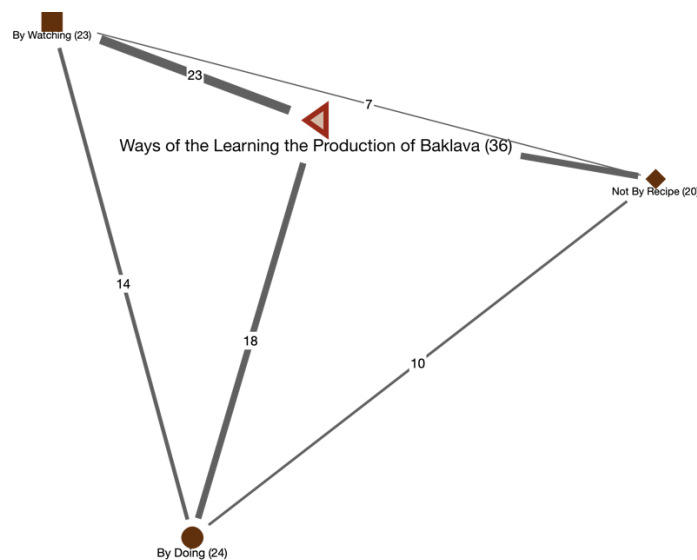 By Watching (23)
23
7
Ways of the Learning the Production of Baklava (36)
Not By Recipe (20)
14
18
10
By Doing (24)